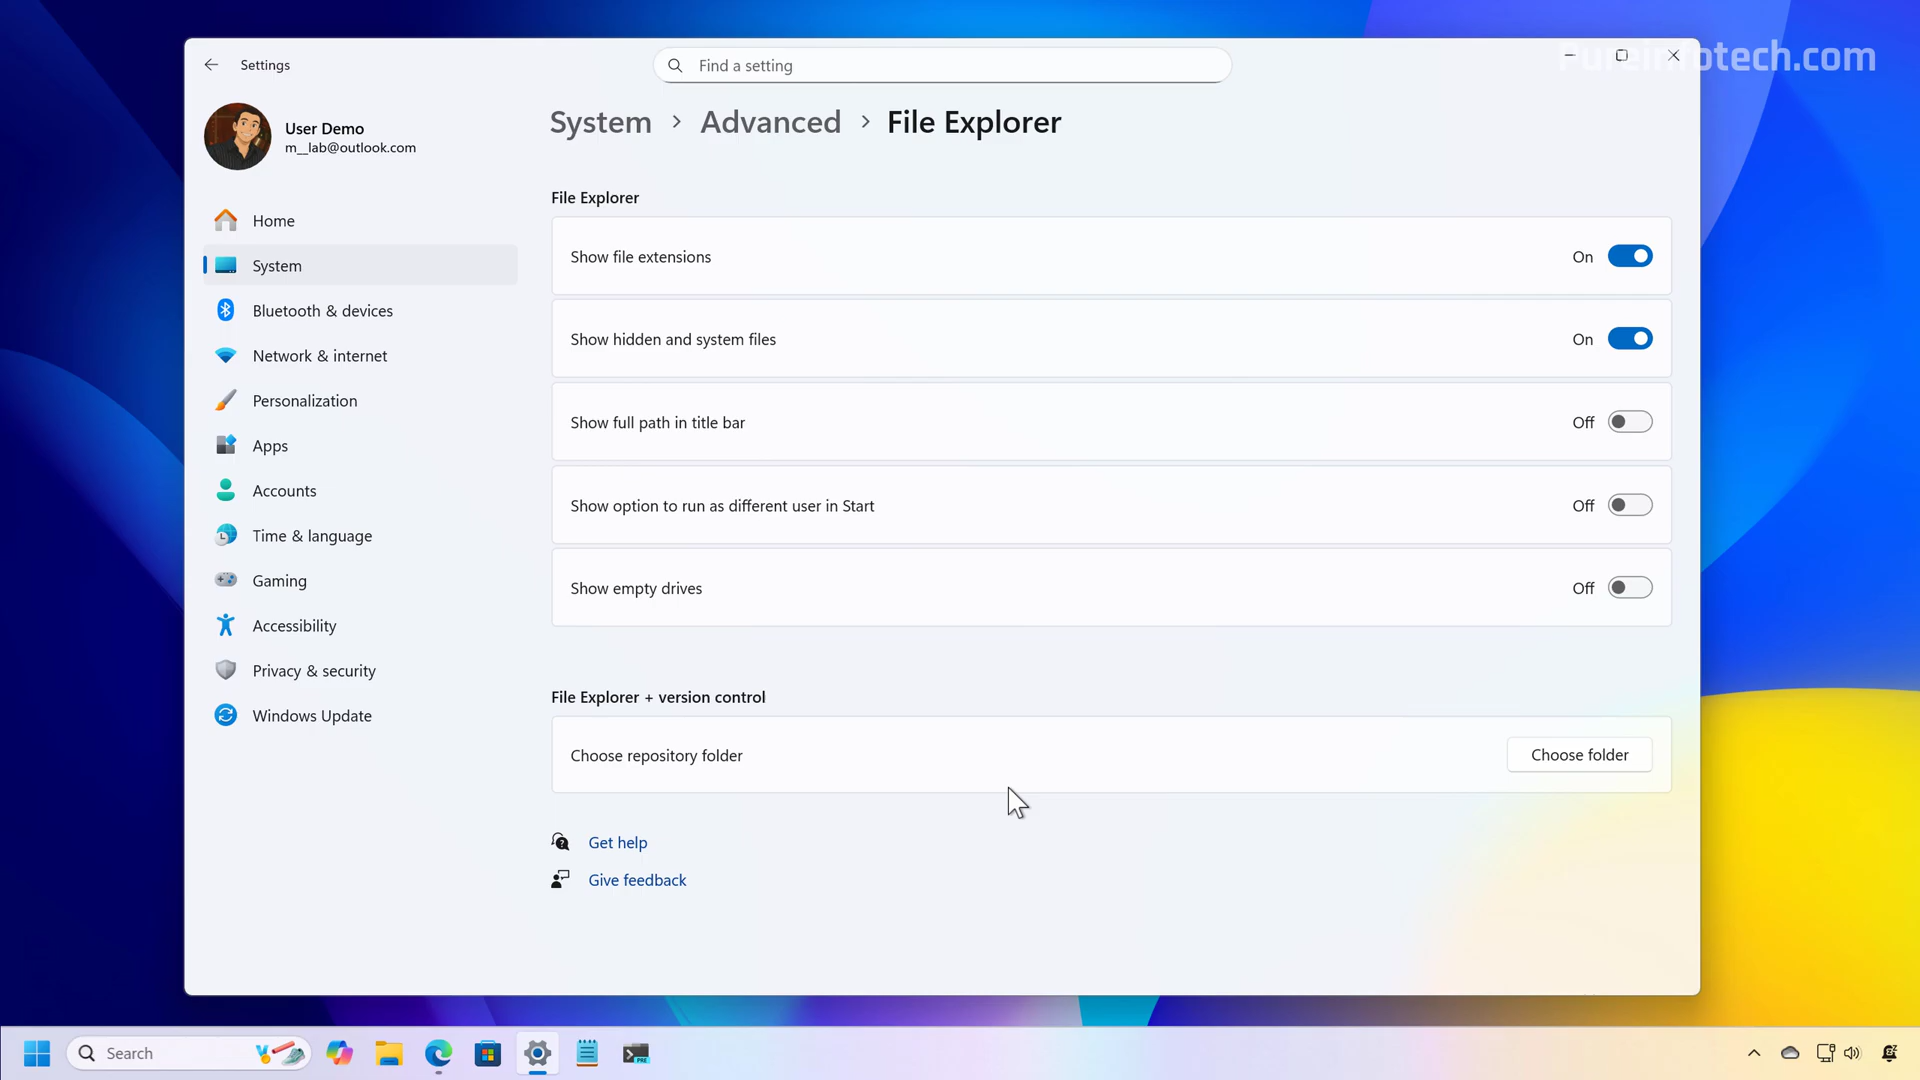 Settings
Find a setting
Pureinfotech.com
User Demo
m__lab@outlook.com
System > Advanced > File Explorer
Home
System
Bluetooth & devices
Network & internet
Personalization
Apps
Accounts
Time & language
Gaming
Accessibility
Privacy & security
Windows Update
File Explorer
Show file extensions On
Show hidden and system files On
Show full path in title bar Off
Show option to run as different user in Start Off
Show empty drives Off
File Explorer + version control
Choose repository folder Choose folder
Get help
Give feedback
Search
PRE